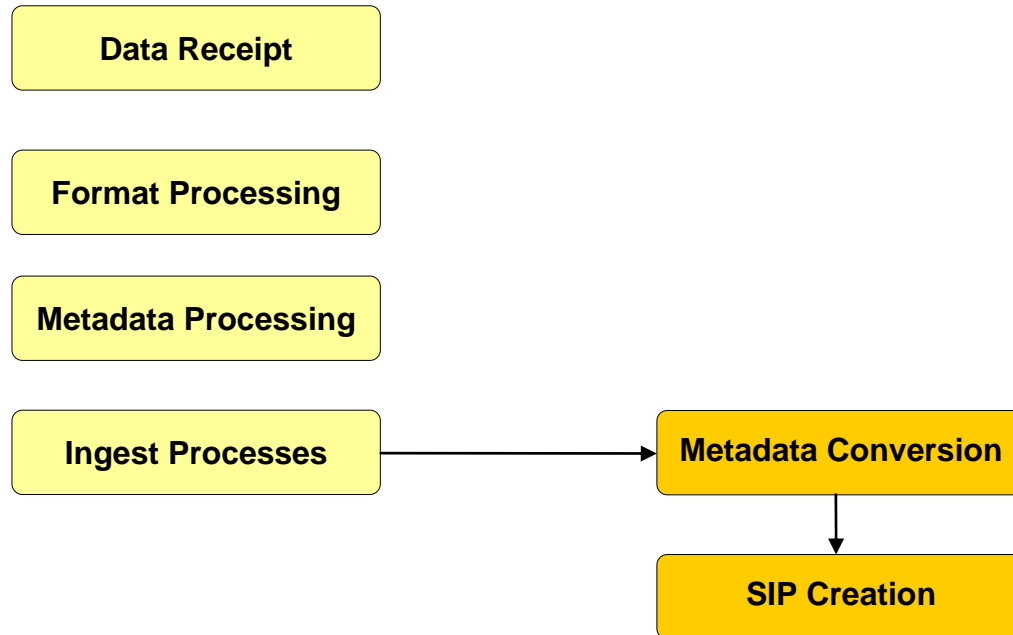 Data Receipt
Format Processing
Metadata Processing
Ingest Processes
Metadata Conversion
SIP Creation